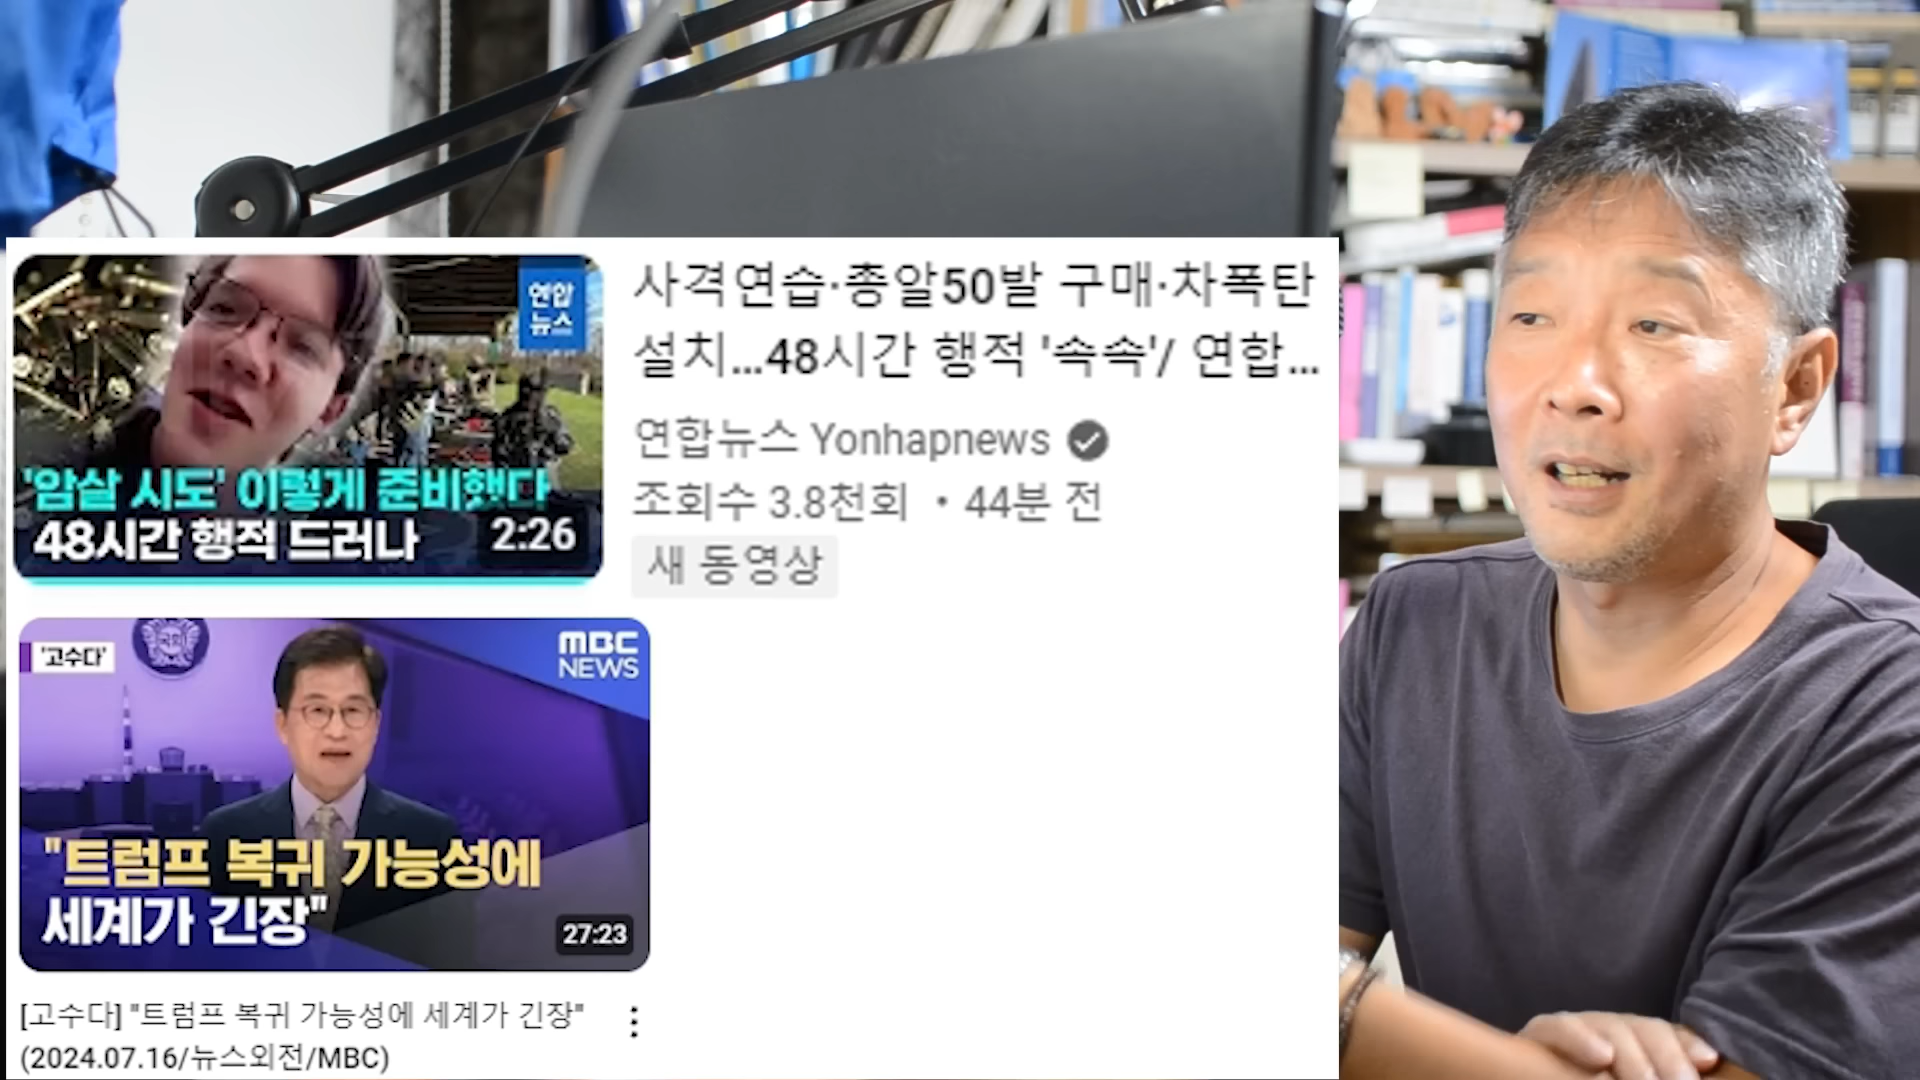 연합
뉴스
'암살 시도' 이렇게 준비했다
48시간 행적 드러나
2:26
사격연습·총알50발 구매·차폭탄
설치...48시간 행적 '속속'/ 연합...
연합뉴스 Yonhapnews
조회수 3.8천회 · 44분 전
새 동영상
'고수다'
국회
MBC
NEWS
"트럼프 복귀 가능성에
세계가 긴장"
27:23
[고수다] "트럼프 복귀 가능성에 세계가 긴장"
(2024.07.16/뉴스외전/MBC)